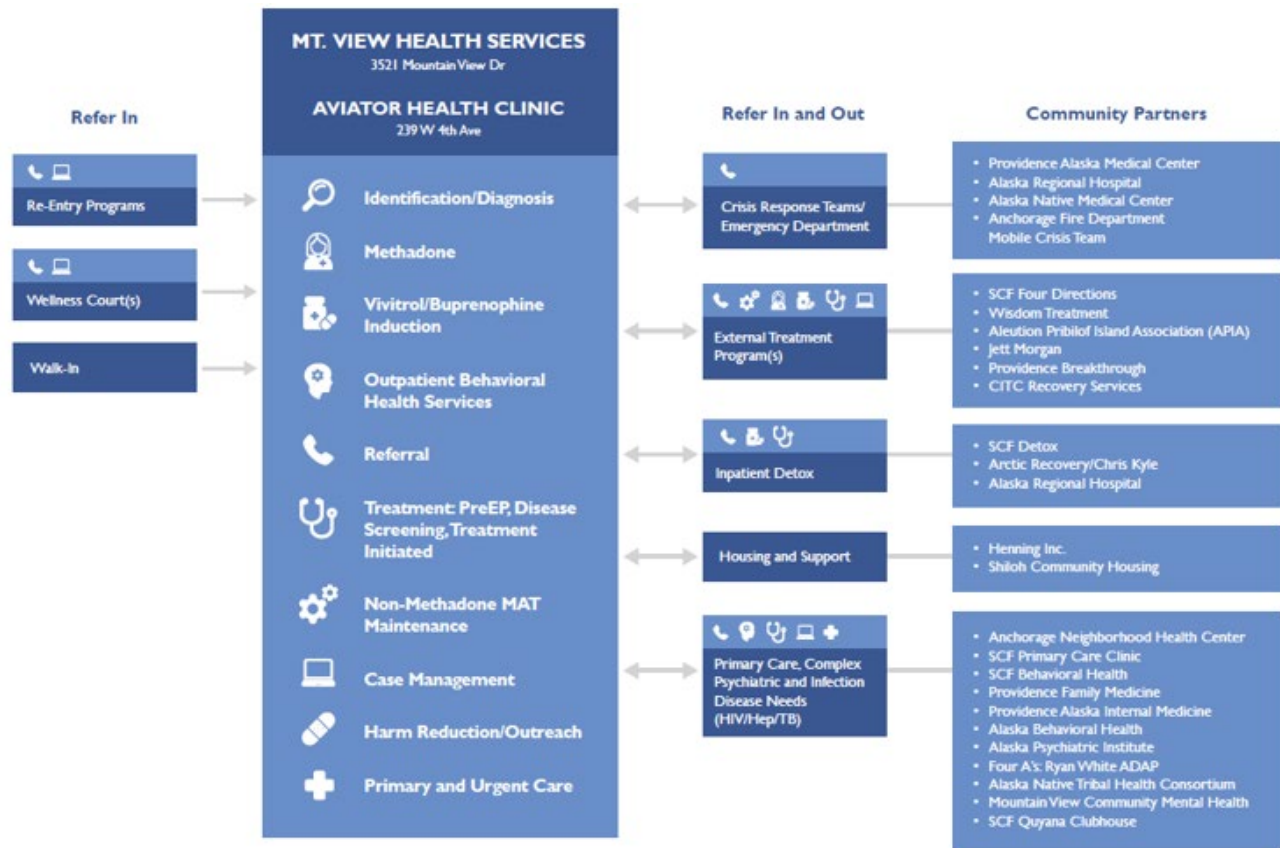 MT. VIEW HEALTH SERVICES
3521 Mountain View Dr
AVIATOR HEALTH CLINIC
239 W 4th Ave
Refer In
Re-Entry Programs
Wellness Court(s)
Walk-In
Identification/Diagnosis
Methadone
Vivitrol/Buprenophine
Induction
Outpatient Behavioral
Health Services
Referral
Treatment: PreEP, Disease
Screening, Treatment
Initiated
Non-Methadone MAT
Maintenance
Case Management
Harm Reduction/Outreach
Primary and Urgent Care
Refer In and Out
Crisis Response Teams/
Emergency Department
External Treatment
Program(s)
Inpatient Detox
Housing and Support
Primary Care, Complex
Psychiatric and Infection
Disease Needs
(HIV/Hep/TB)
Community Partners
• Providence Alaska Medical Center
• Alaska Regional Hospital
• Alaska Native Medical Center
• Anchorage Fire Department
Mobile Crisis Team
• SCF Four Directions
• Wisdom Treatment
• Aleution Pribilof Island Association (APIA)
• Jett Morgan
• Providence Breakthrough
• CITC Recovery Services
• SCF Detox
• Arctic Recovery/Chris Kyle
• Alaska Regional Hospital
• Henning Inc.
• Shiloh Community Housing
• Anchorage Neighborhood Health Center
• SCF Primary Care Clinic
• SCF Behavioral Health
• Providence Family Medicine
• Providence Alaska Internal Medicine
• Alaska Behavioral Health
• Alaska Psychiatric Institute
• Four A's: Ryan White ADAP
• Alaska Native Tribal Health Consortium
• Mountain View Community Mental Health
• SCF Quyana Clubhouse